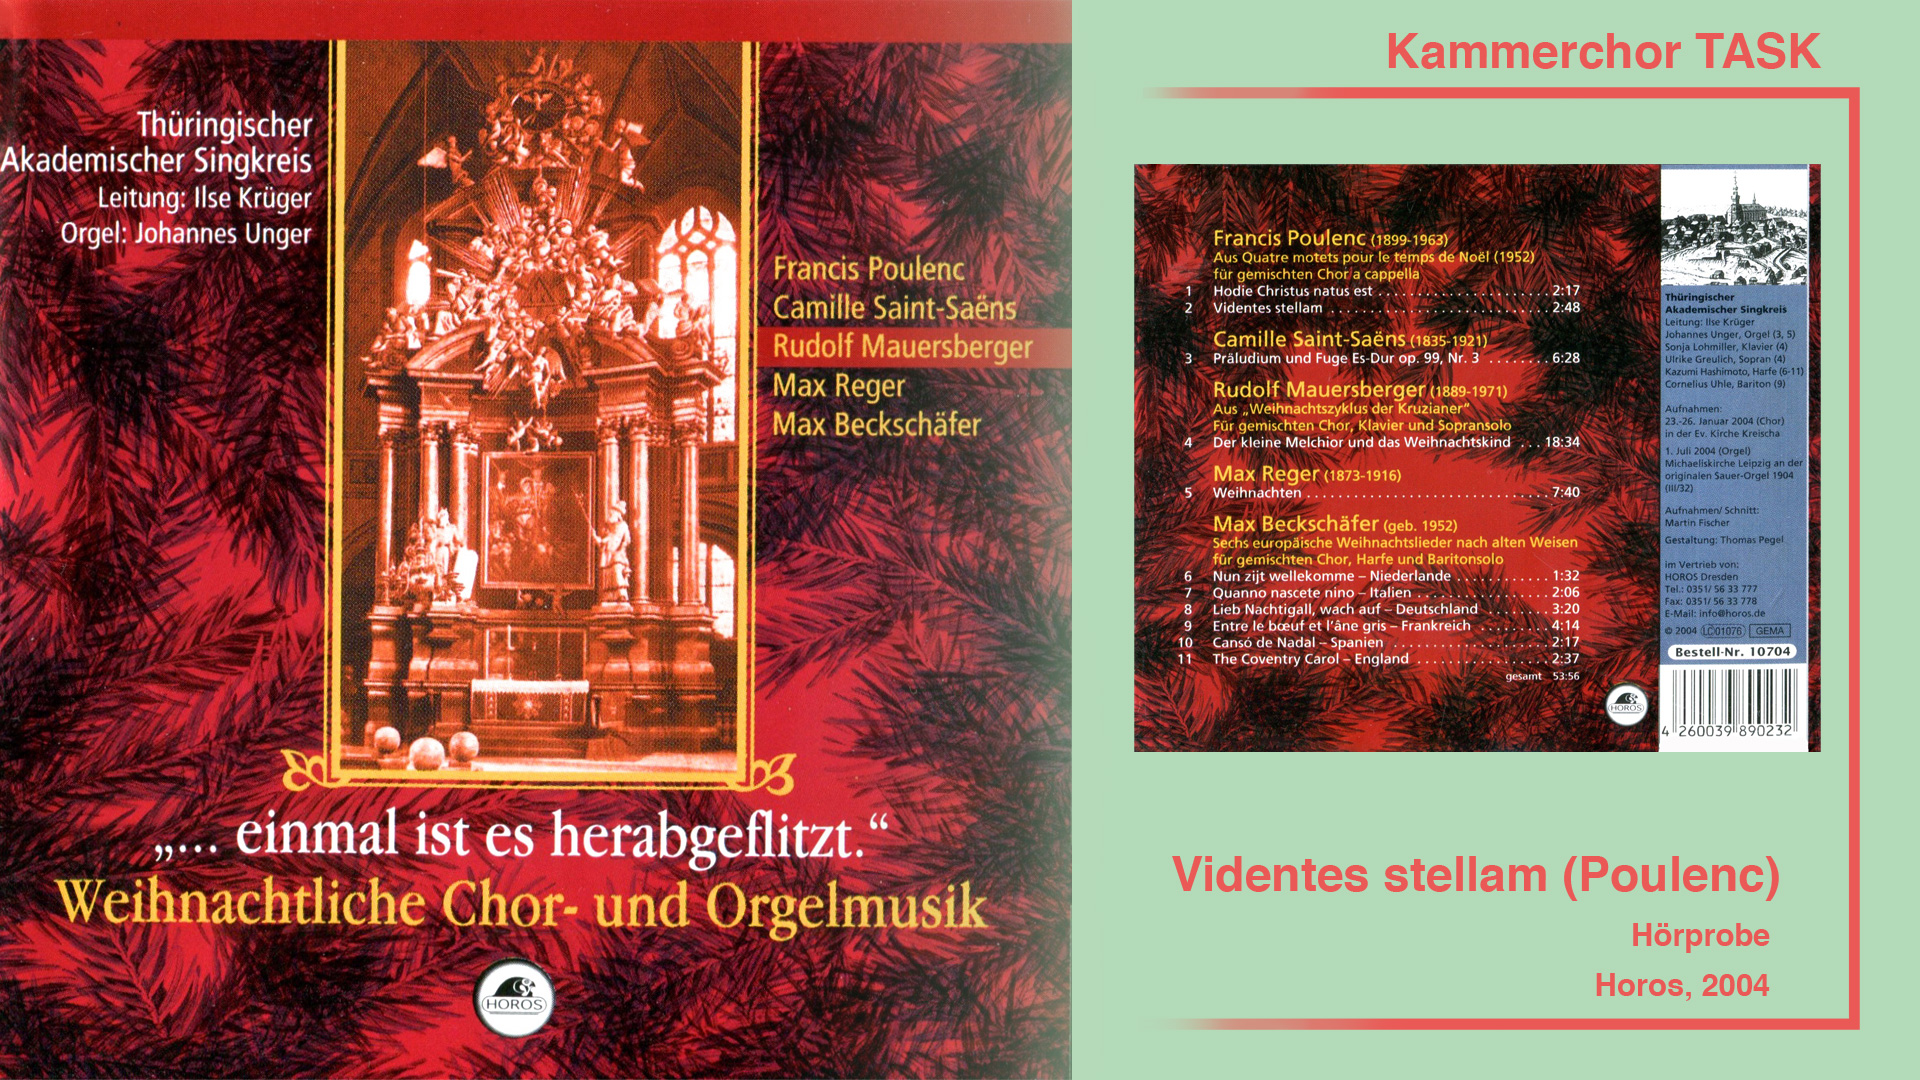 Thüringischer
Akademischer Singkreis
Leitung: Ilse Krüger
Orgel: Johannes Unger
Francis Poulenc
Camille Saint-Saëns
Rudolf Mauersberger
Max Reger
Max Beckschäfer
„... einmal ist es herabgeflitzt.“
Weihnachtliche Chor- und Orgelmusik
HOROS
Kammerchor TASK
Francis Poulenc (1899-1963)
Aus Quatre motets pour le temps de Noël (1952)
für gemischten Chor a cappella
1 Hodie Christus natus est . . . . . . . . . . . . . . . . . . . . . . 2:17
2 Videntes stellam . . . . . . . . . . . . . . . . . . . . . . . . . . . . 2:48
Camille Saint-Saëns (1835-1921)
3 Präludium und Fuge Es-Dur op. 99, Nr. 3 . . . . . . . . 6:28
Rudolf Mauersberger (1889-1971)
Aus „Weihnachtszyklus der Kruzianer“
Für gemischten Chor, Klavier und Sopransolo
4 Der kleine Melchior und das Weihnachtskind . . . 18:34
Max Reger (1873-1916)
5 Weihnachten . . . . . . . . . . . . . . . . . . . . . . . . . . . . . . . 7:40
Max Beckschäfer (geb. 1952)
Sechs europäische Weihnachtslieder nach alten Weisen
für gemischten Chor, Harfe und Baritonsolo
6 Nun zijt wellekomme – Niederlande . . . . . . . . . . . . 1:32
7 Quanno nascete nino – Italien . . . . . . . . . . . . . . . . . . 2:06
8 Lieb Nachtigall, wach auf – Deutschland . . . . . . . . 3:20
9 Entre le bœuf et l’âne gris – Frankreich . . . . . . . . . 4:14
10 Cansó de Nadal – Spanien . . . . . . . . . . . . . . . . . . . . 2:17
11 The Coventry Carol – England . . . . . . . . . . . . . . . . . 2:37
gesamt 53:56
HOROS
Thüringischer
Akademischer Singkreis
Leitung: Ilse Krüger
Johannes Unger, Orgel (3, 5)
Sonja Lohmiller, Klavier (4)
Ulrike Greulich, Sopran (4)
Kazumi Hashimoto, Harfe (6-11)
Cornelius Uhle, Bariton (9)
Aufnahmen:
23.-26. Januar 2004 (Chor)
in der Ev. Kirche Kreischa
1. Juli 2004 (Orgel)
Michaeliskirche Leipzig an der
originalen Sauer-Orgel 1904
(III/32)
Aufnahmen/ Schnitt:
Martin Fischer
Gestaltung: Thomas Pegel
im Vertrieb von:
HOROS Dresden
Tel.: 0351/ 56 33 777
Fax: 0351/ 56 33 778
E-Mail: info@horos.de
© 2004 LC01076 GEMA
Bestell-Nr. 10704
4 260039 890232
Videntes stellam (Poulenc)
Hörprobe
Horos, 2004